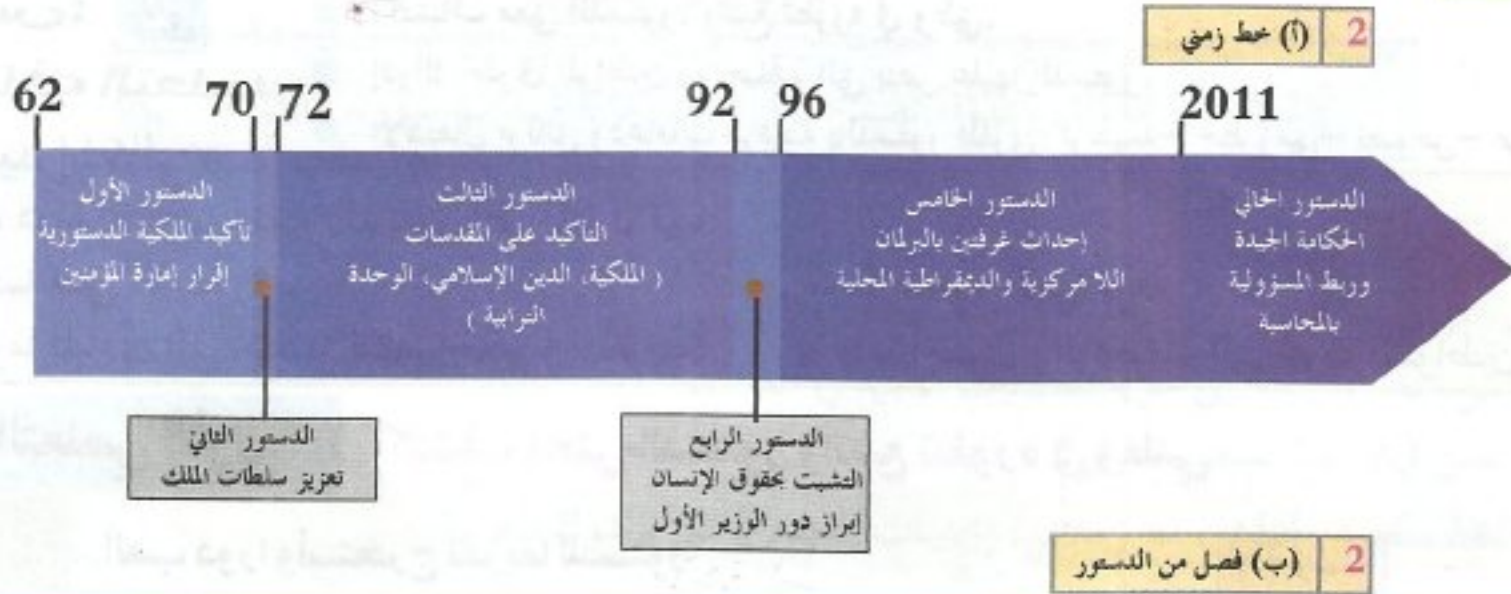 2 (أ) خط زمني
62 70 72 92 96 2011
الدستور الأول
تأكيد الملكية الدستورية
إقرار إمارة المؤمنين
الدستور الثالث
التأكيد على المقدسات
( الملكية، الدين الإسلامي، الوحدة
الترابية )
الدستور الخامس
إحداث غرفتين بالبرلمان
اللامركزية والديمقراطية المحلية
الدستور الحالي
الحكامة الجيدة
وربط المسؤولية
بالمحاسبة
الدستور الثاني
تعزيز سلطات الملك
الدستور الرابع
التشبت بحقوق الإنسان
إبراز دور الوزير الأول
2 (ب) فصل من الدستور